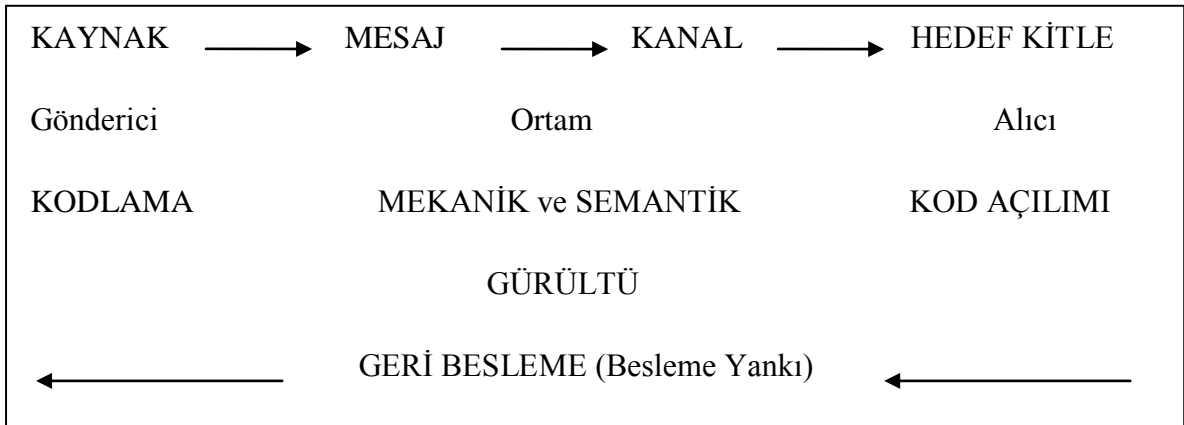 KAYNAK MESAJ KANAL HEDEF KİTLE
Gönderici Ortam Alıcı
KODLAMA MEKANİK ve SEMANTİK KOD AÇILIMI
GÜRÜLTÜ
GERİ BESLEME (Besleme Yankı)